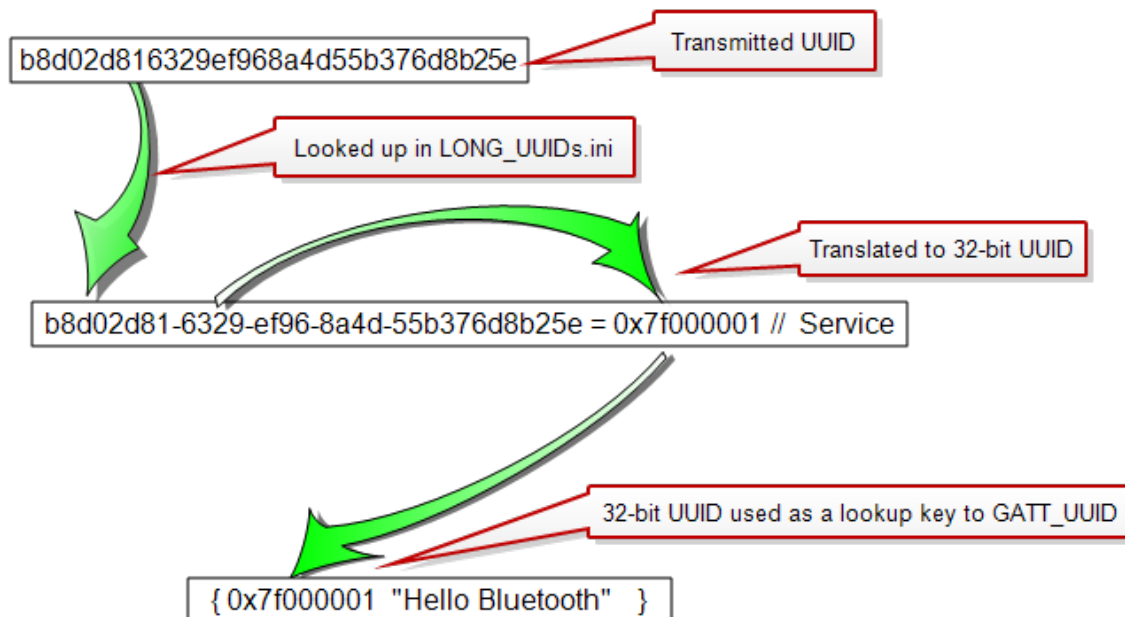 b8d02d816329ef968a4d55b376d8b25e
Transmitted UUID
Looked up in LONG_UUIDs.ini
Translated to 32-bit UUID
b8d02d81-6329-ef96-8a4d-55b376d8b25e = 0x7f000001 // Service
32-bit UUID used as a lookup key to GATT_UUID
{ 0x7f000001 "Hello Bluetooth" }